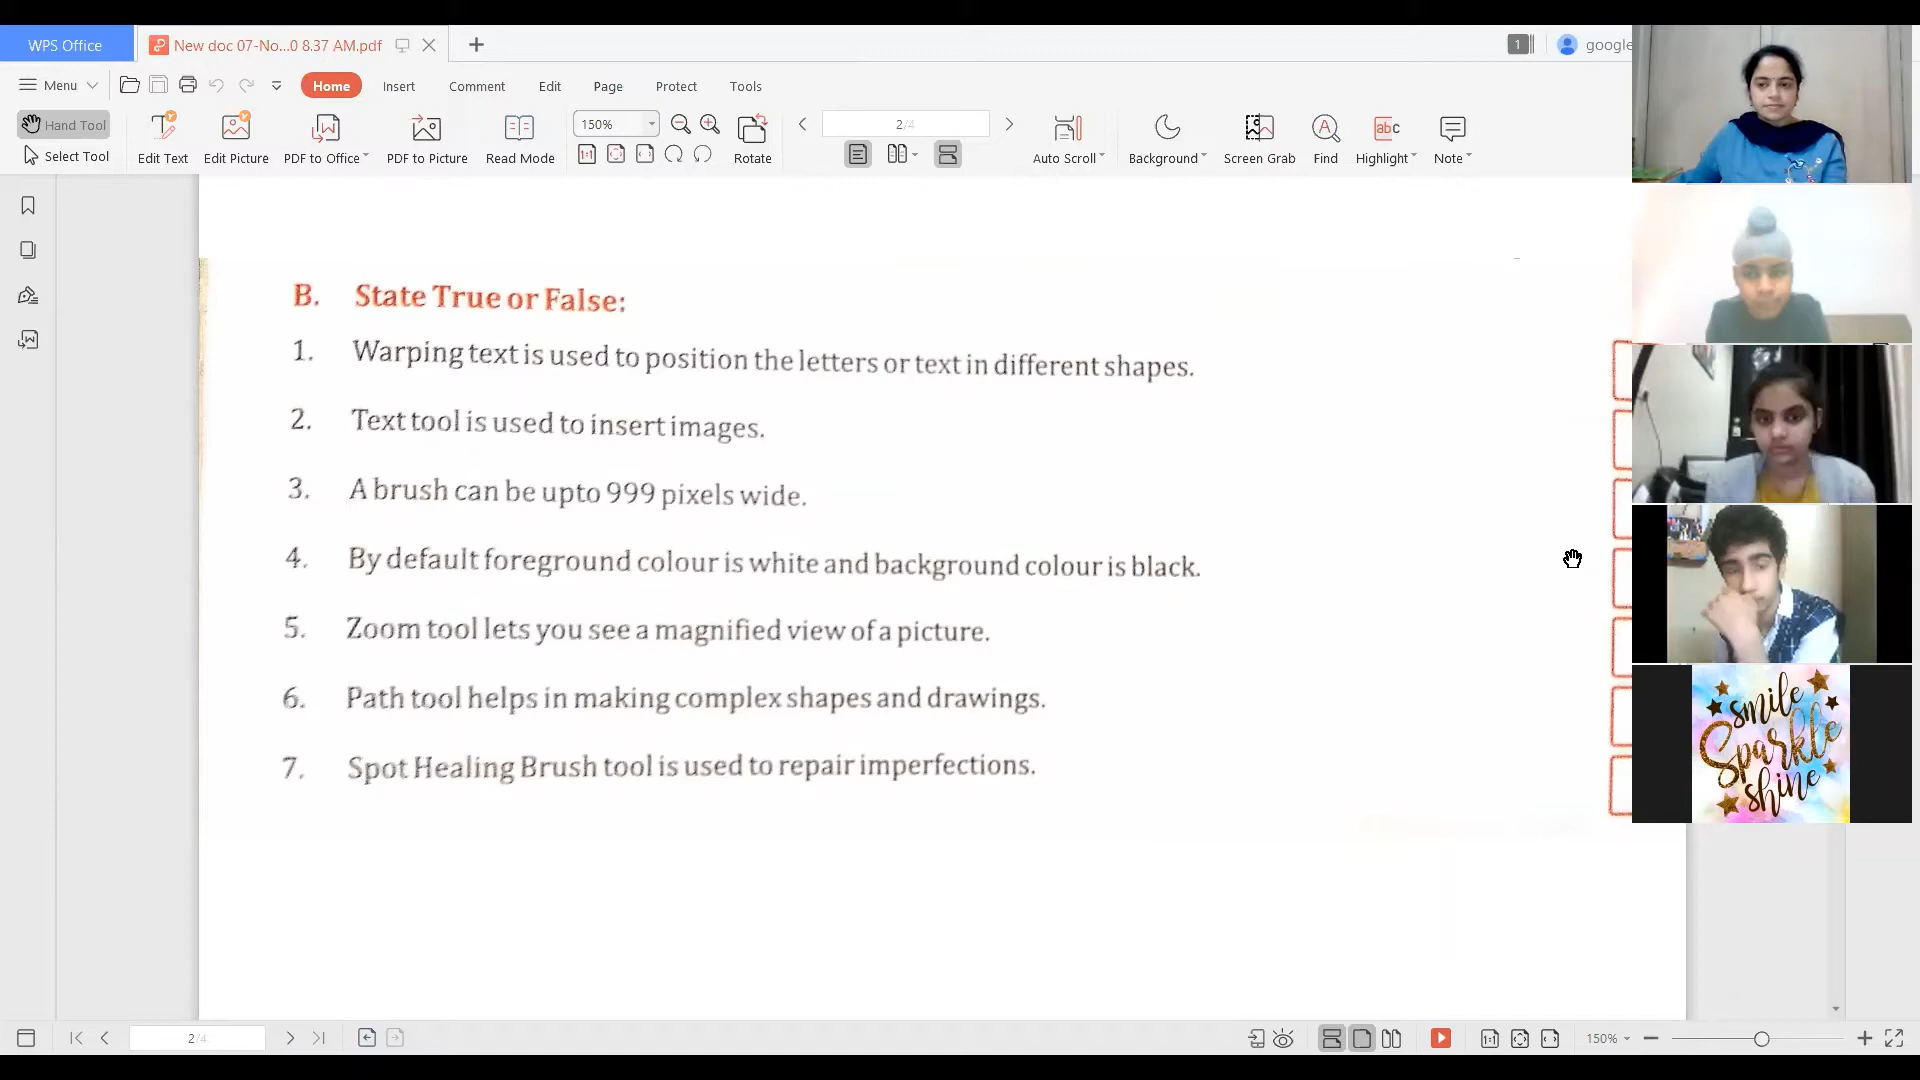 WPS Office
New doc 07-No...0 8.37 AM.pdf
1
google
Menu
Home
Insert
Comment
Edit
Page
Protect
Tools
Hand Tool
Select Tool
Edit Text
Edit Picture
PDF to Office
PDF to Picture
Read Mode
150%
Rotate
2/4
Auto Scroll
Background
Screen Grab
Find
Highlight
Note
B. State True or False:
1. Warping text is used to position the letters or text in different shapes.
2. Text tool is used to insert images.
3. A brush can be upto 999 pixels wide.
4. By default foreground colour is white and background colour is black.
5. Zoom tool lets you see a magnified view of a picture.
6. Path tool helps in making complex shapes and drawings.
7. Spot Healing Brush tool is used to repair imperfections.
smile
Sparkle
shine
2/4
150%